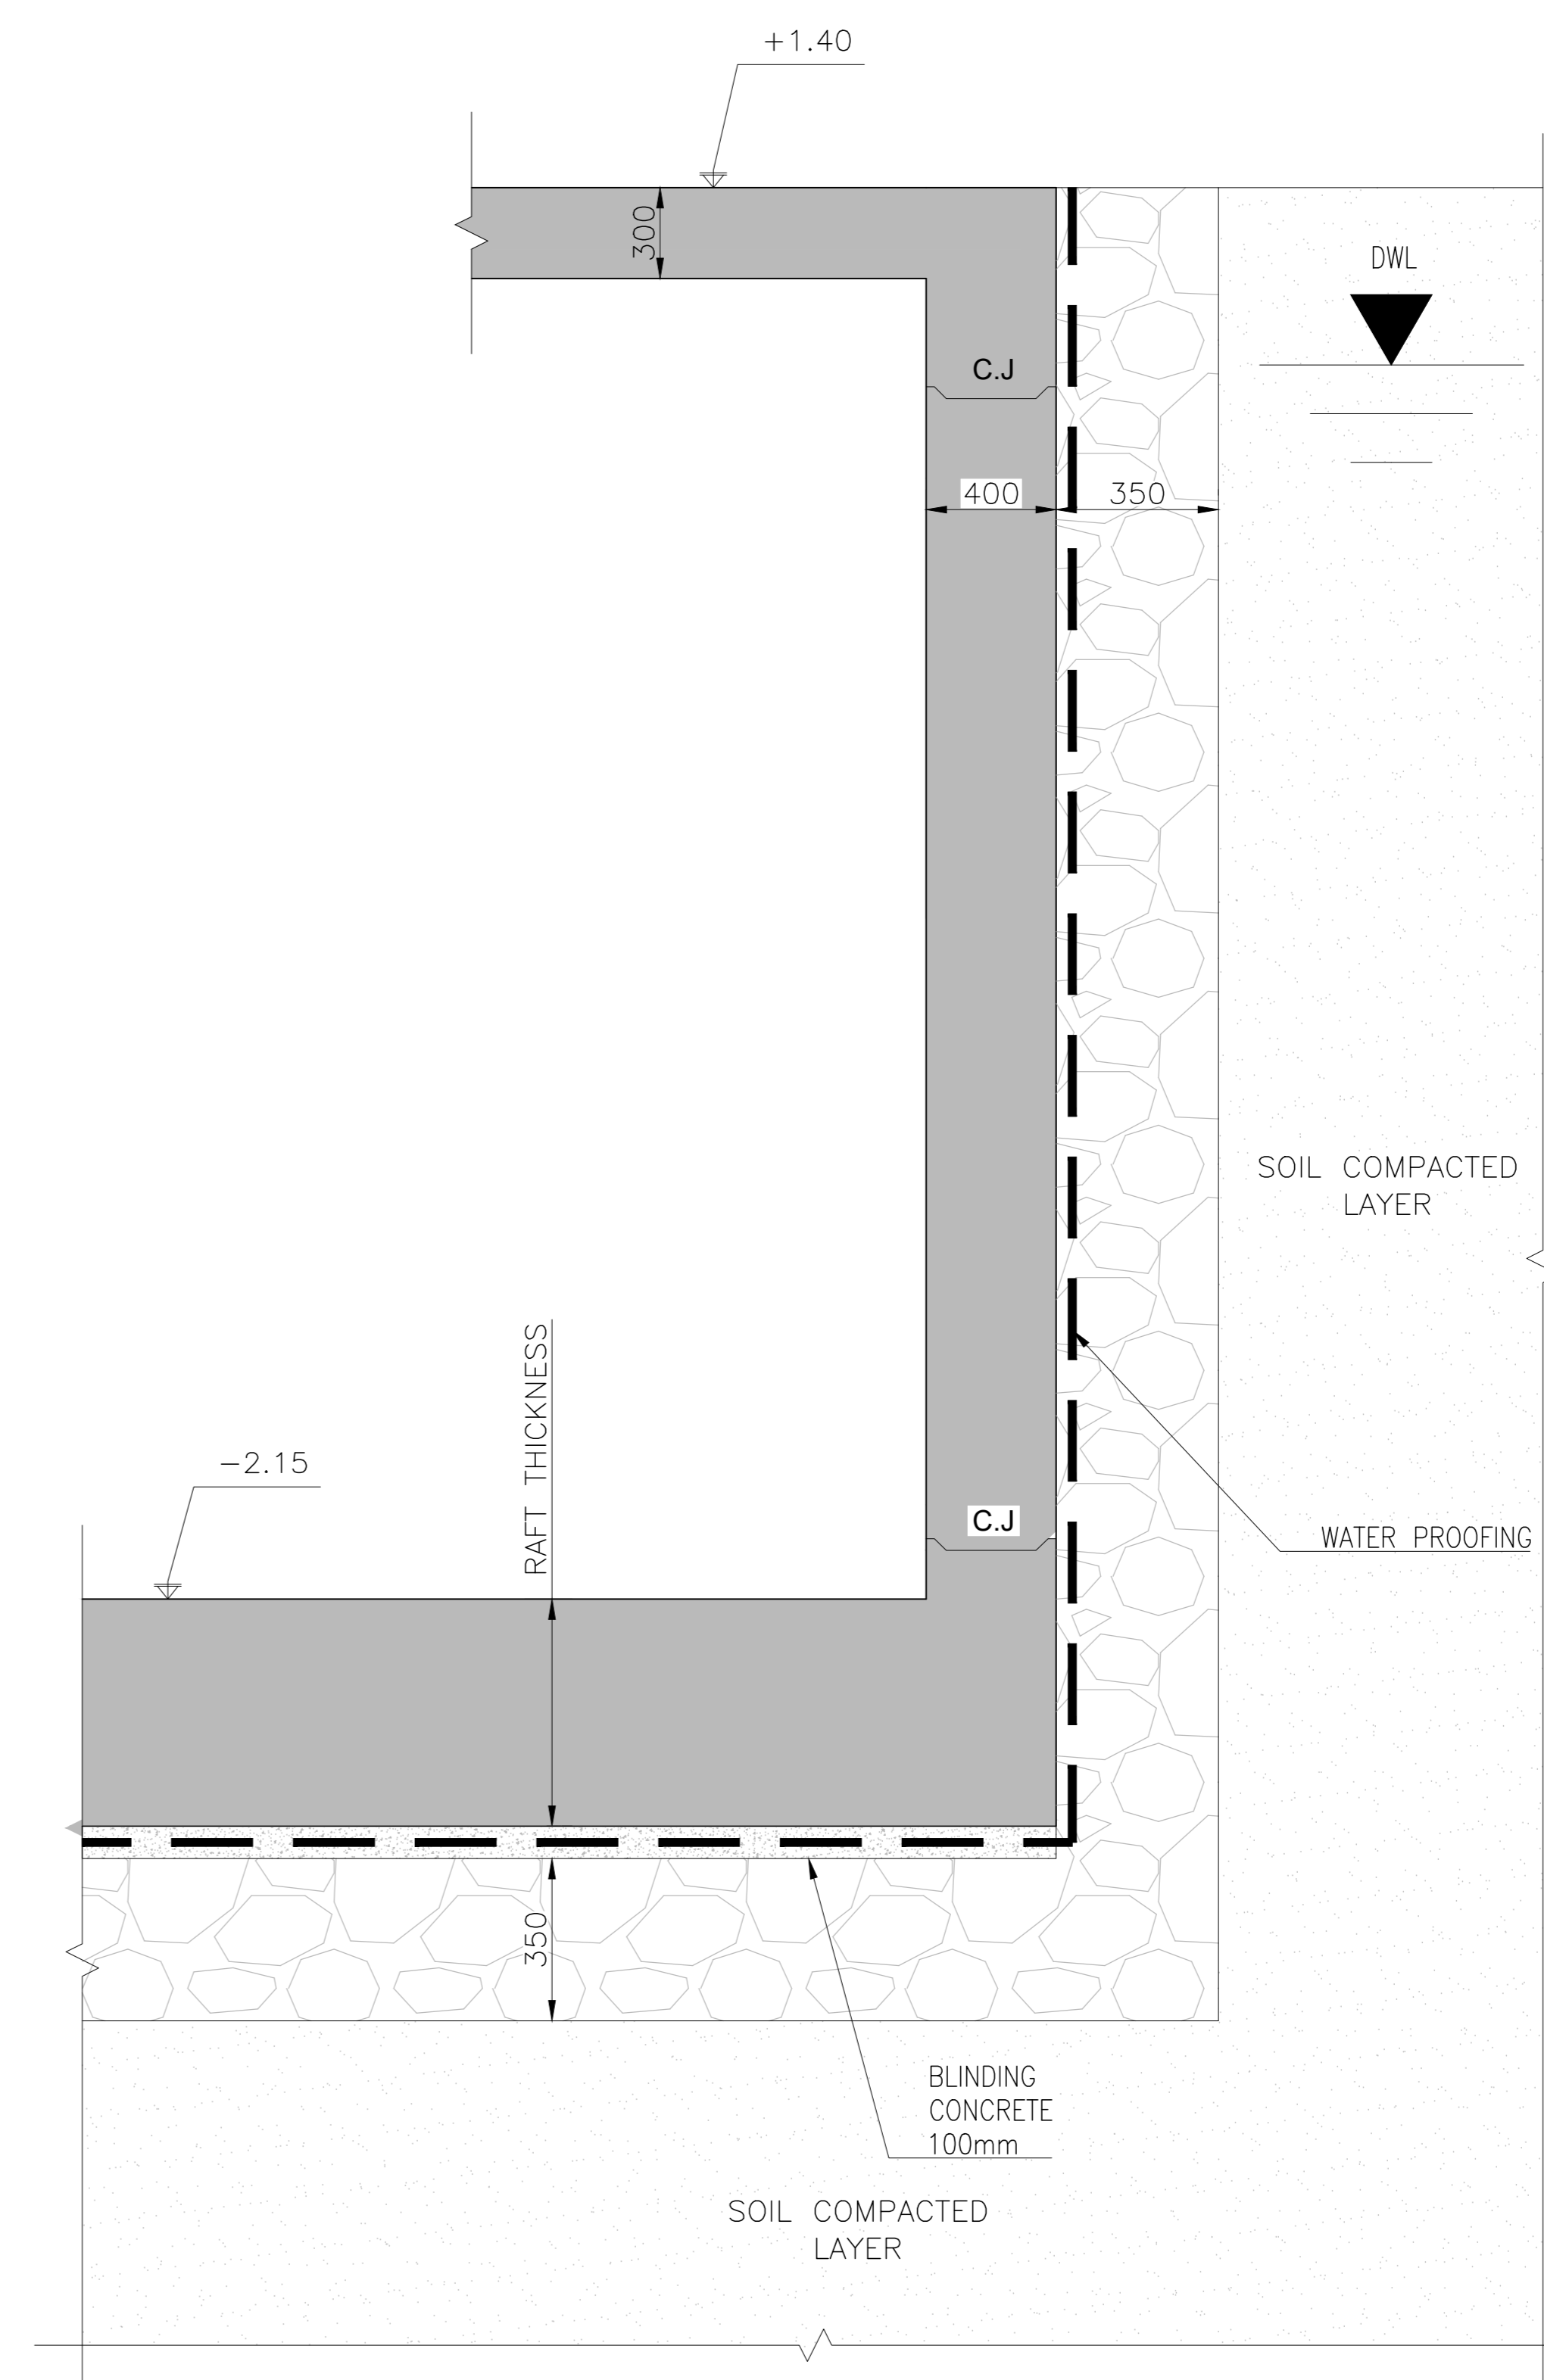 +1.40
300
DWL
C.J
400
350
SOIL COMPACTED
LAYER
RAFT THICKNESS
-2.15
C.J
WATER PROOFING
350
BLINDING
CONCRETE
100mm
SOIL COMPACTED
LAYER